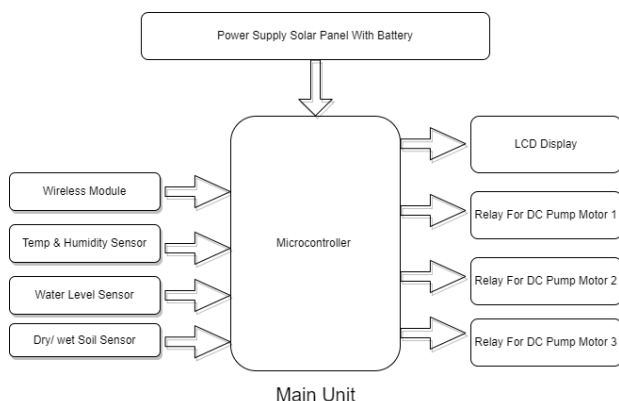 Power Supply Solar Panel With Battery
LCD Display
Wireless Module
Relay For DC Pump Motor 1
Temp & Humidity Sensor
Microcontroller
Relay For DC Pump Motor 2
Water Level Sensor
Dry/ wet Soil Sensor
Relay For DC Pump Motor 3
Main Unit